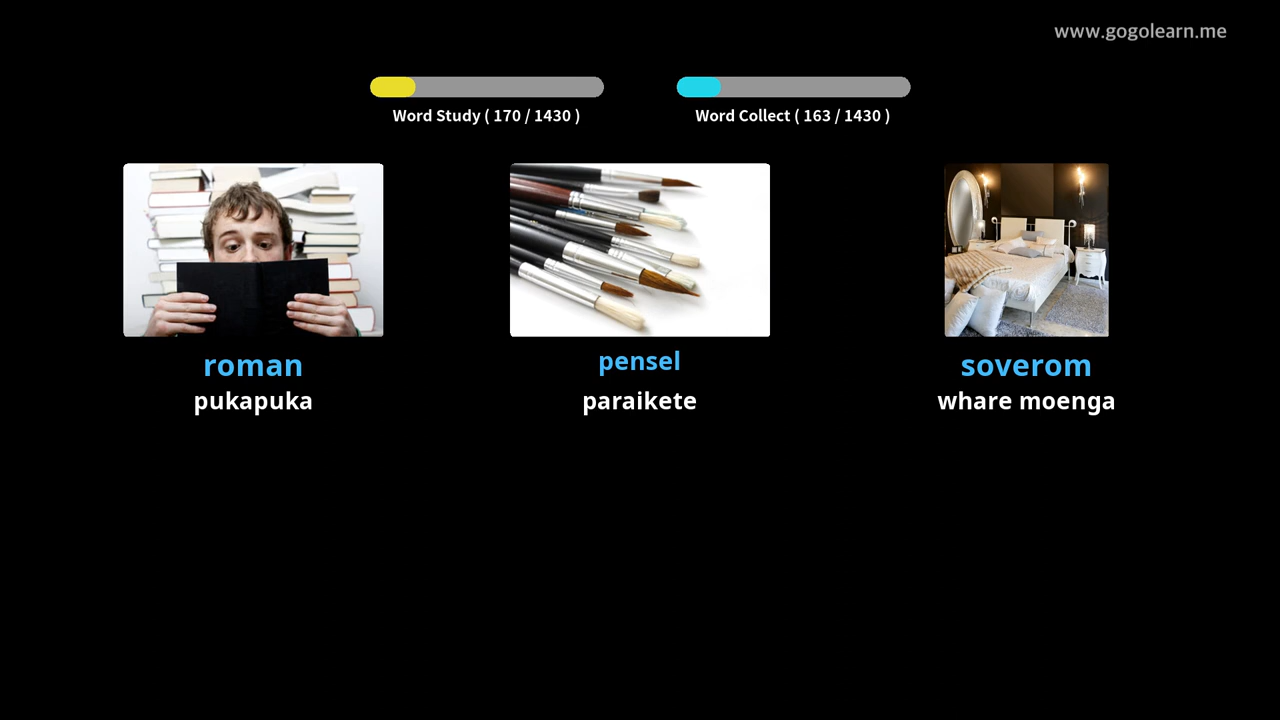 www.gogolearn.me
Word Study ( 170 / 1430 )
Word Collect ( 163 / 1430 )
roman
pukapuka
pensel
paraikete
soverom
whare moenga